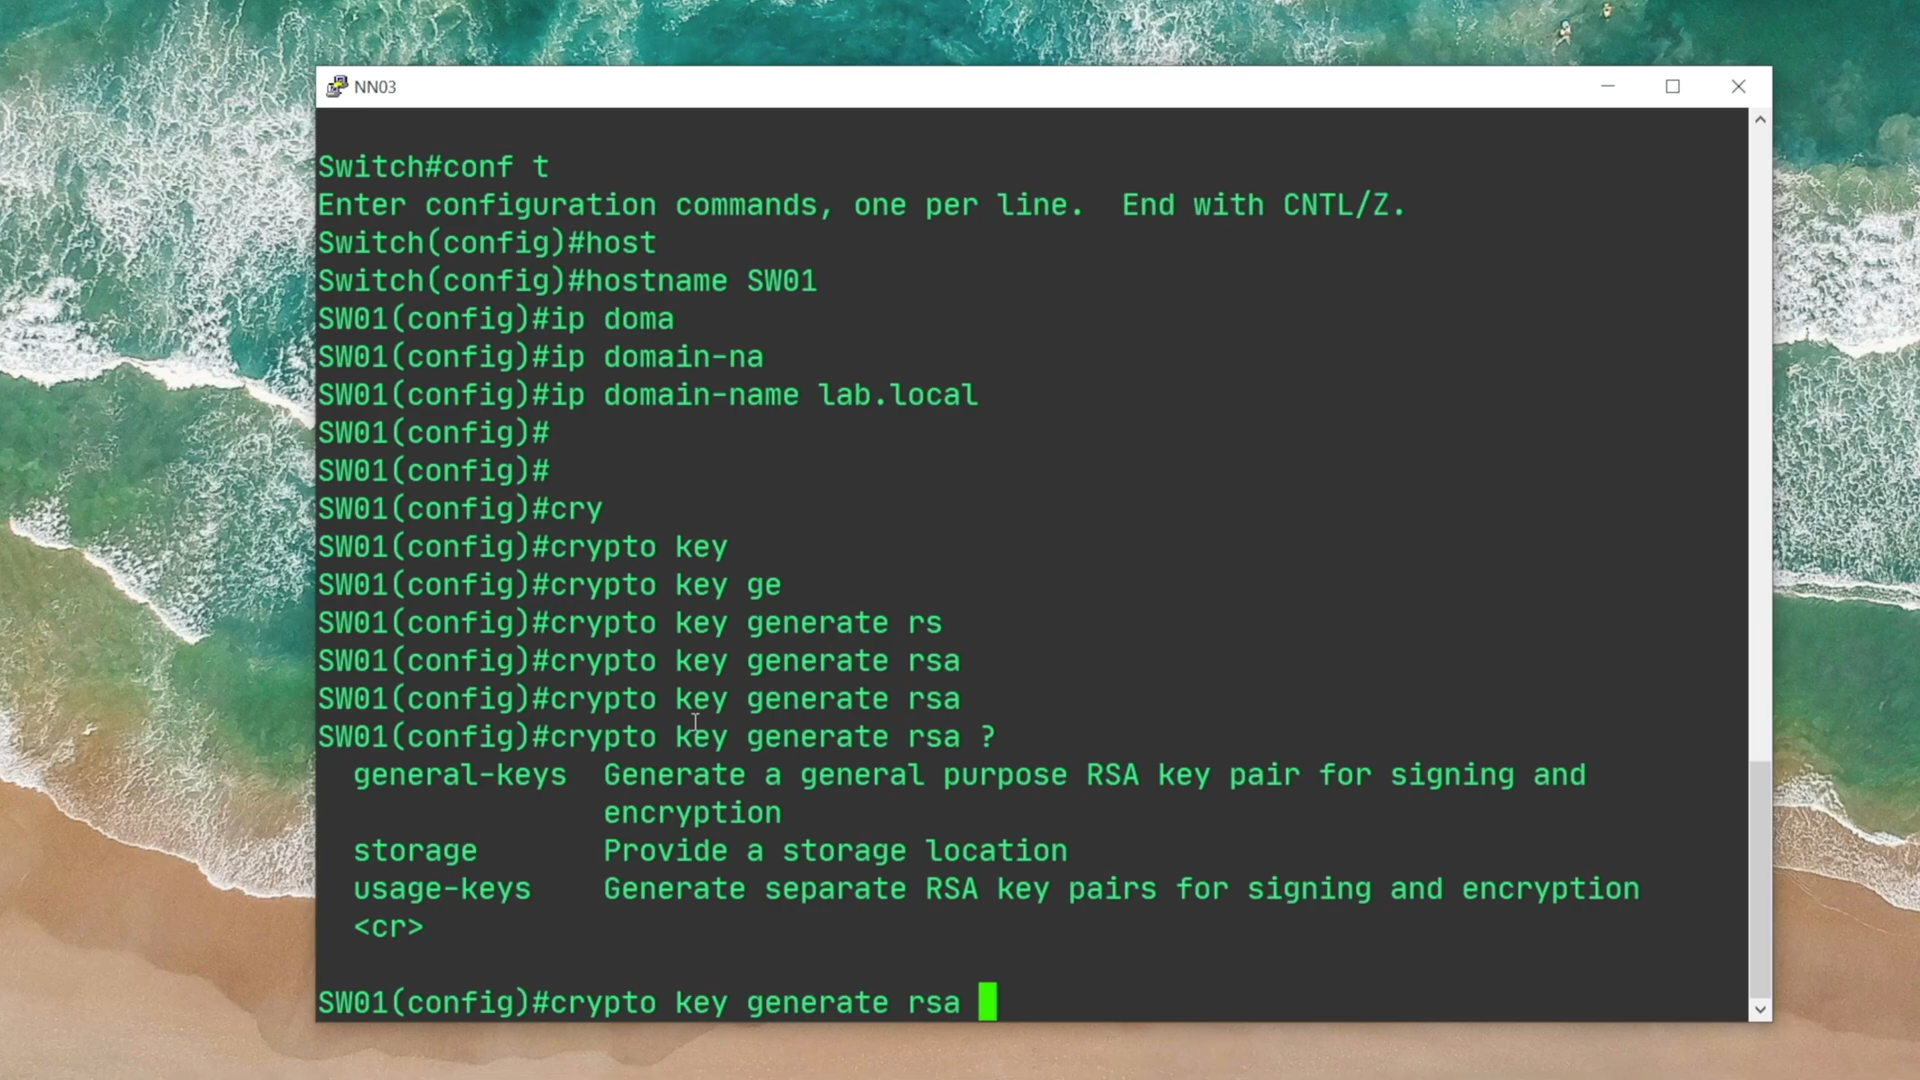 NN03
Switch#conf t
Enter configuration commands, one per line.  End with CNTL/Z.
Switch(config)#host
Switch(config)#hostname SW01
SW01(config)#ip doma
SW01(config)#ip domain-na
SW01(config)#ip domain-name lab.local
SW01(config)#
SW01(config)#
SW01(config)#cry
SW01(config)#crypto key
SW01(config)#crypto key ge
SW01(config)#crypto key generate rs
SW01(config)#crypto key generate rsa
SW01(config)#crypto key generate rsa
SW01(config)#crypto key generate rsa ?
  general-keys  Generate a general purpose RSA key pair for signing and
                encryption
  storage       Provide a storage location
  usage-keys    Generate separate RSA key pairs for signing and encryption
  <cr>
SW01(config)#crypto key generate rsa